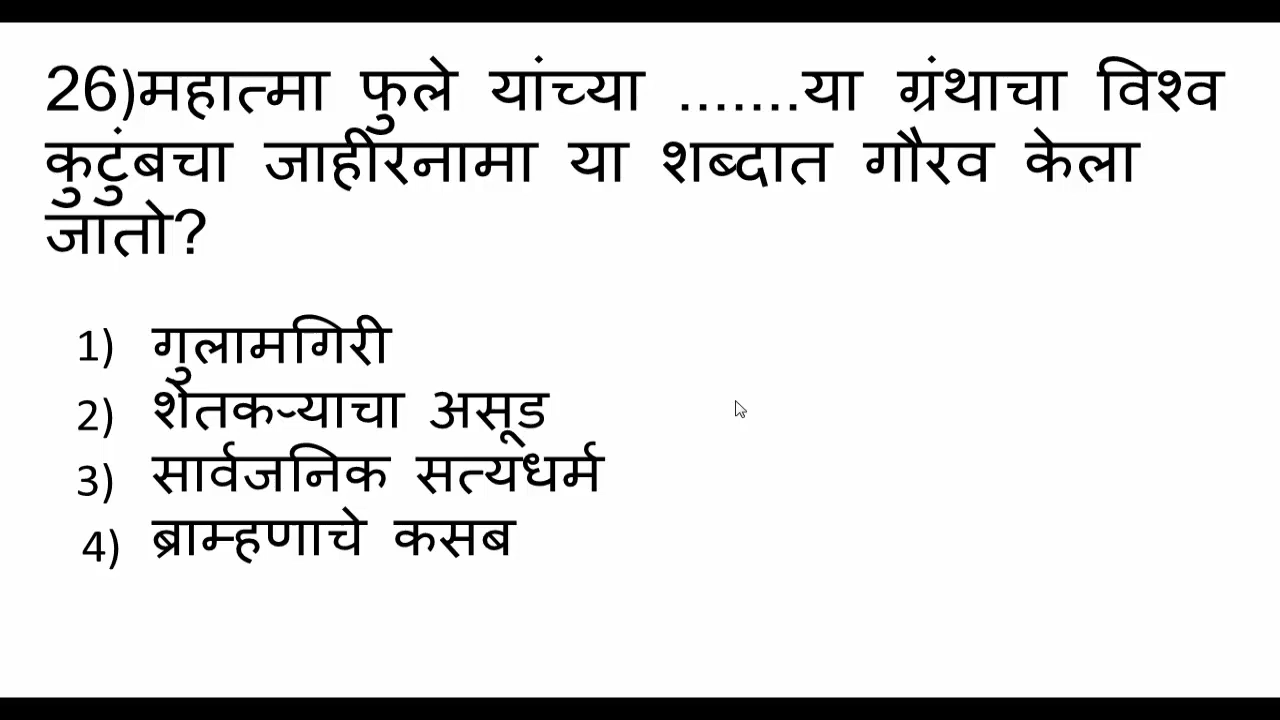 26)महात्मा फुले यांच्या .......या ग्रंथाचा विश्व
कुटुंबचा जाहीरनामा या शब्दात गौरव केला
जातो?
1) गुलामगिरी
2) शेतकऱ्याचा असूड
3) सार्वजनिक सत्यधर्म
4) ब्राम्हणाचे कसब